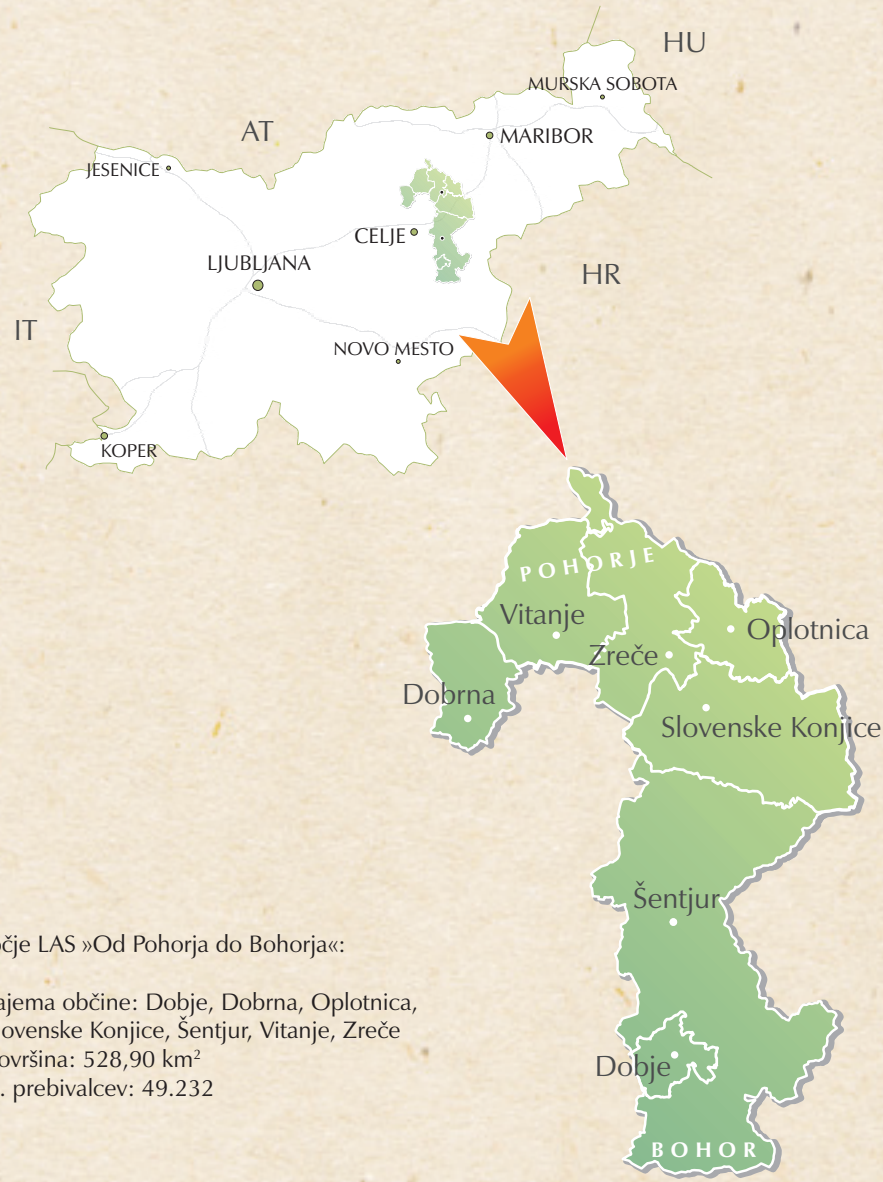 HU
MURSKA SOBOTA
AT
MARIBOR
JESENICE
CELJE
LJUBLJANA
HR
IT
NOVO MESTO
KOPER
POHORJE
Vitanje
Oplotnica
Zreče
Dobrna
Slovenske Konjice
Šentjur
čje LAS »Od Pohorja do Bohorja«:
ajema občine: Dobje, Dobrna, Oplotnica,
lovenske Konjice, Šentjur, Vitanje, Zreče
ovršina: 528,90 km²
. prebivalcev: 49.232
Dobje
BOHOR